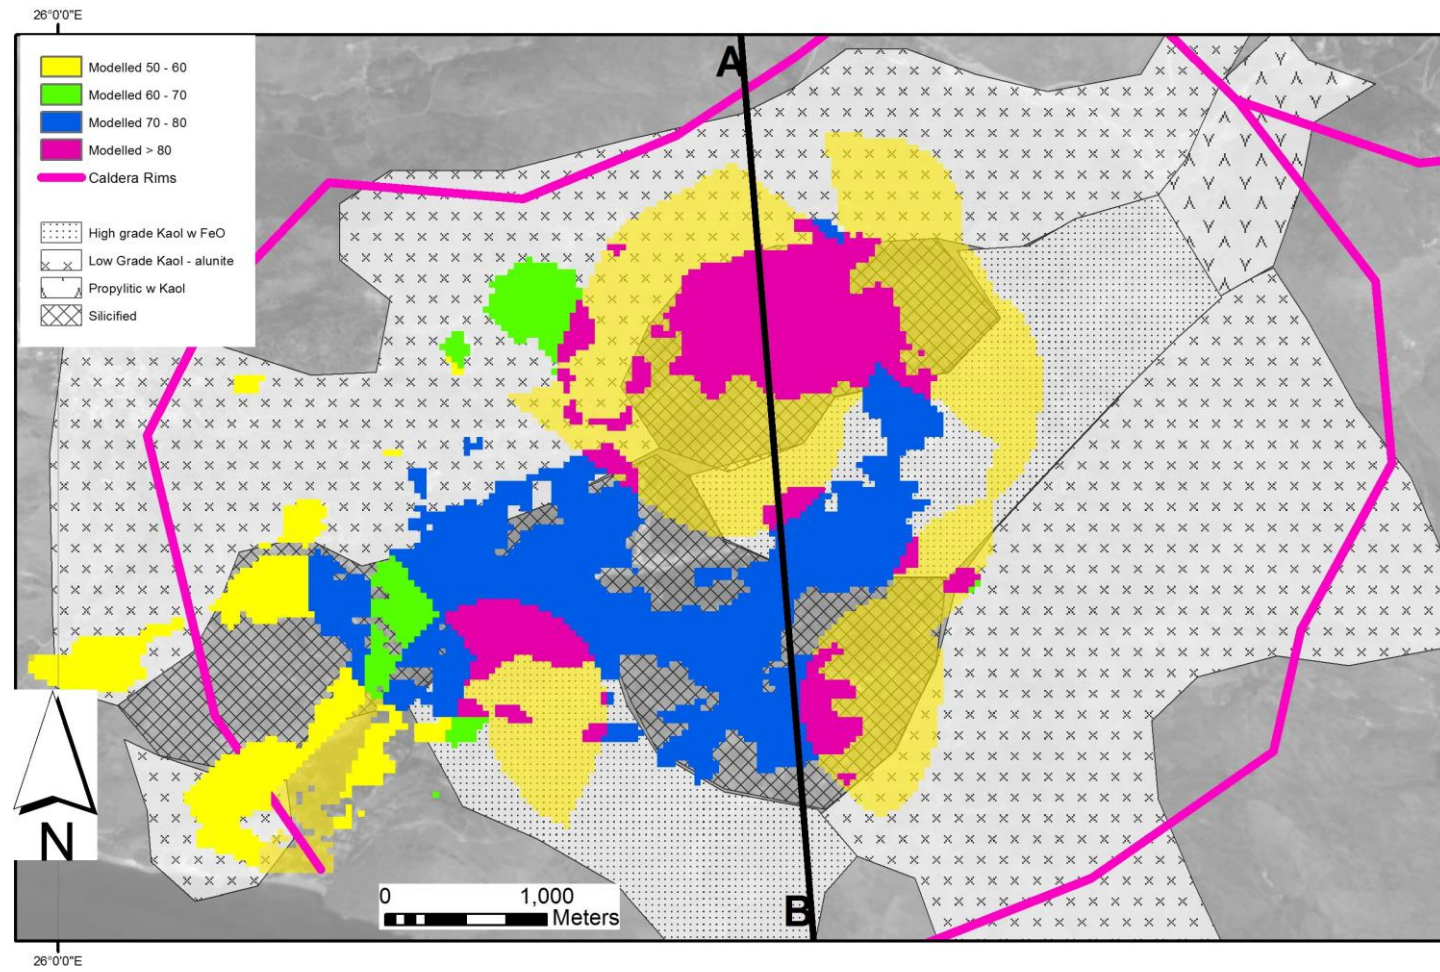 26°0'0"E
Modelled 50 - 60
Modelled 60 - 70
Modelled 70 - 80
Modelled > 80
Caldera Rims
High grade Kaol w FeO
Low Grade Kaol - alunite
Propylitic w Kaol
Silicified
A
N
0 1,000
Meters
B
26°0'0"E